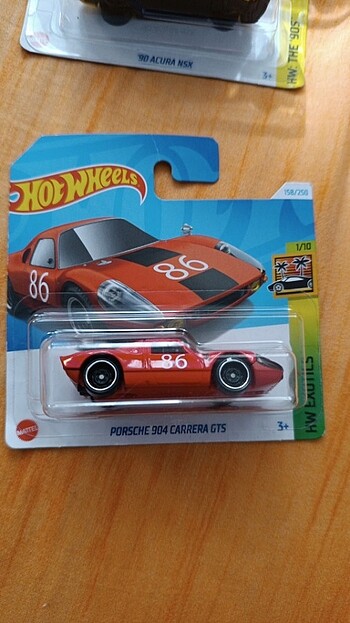 '90 ACURA NSX
3+
HW: THE '90S
HOT WHEELS
158/250
1/10
86
86
86
HW EXOTICS
MATTEL
PORSCHE 904 CARRERA GTS
3+